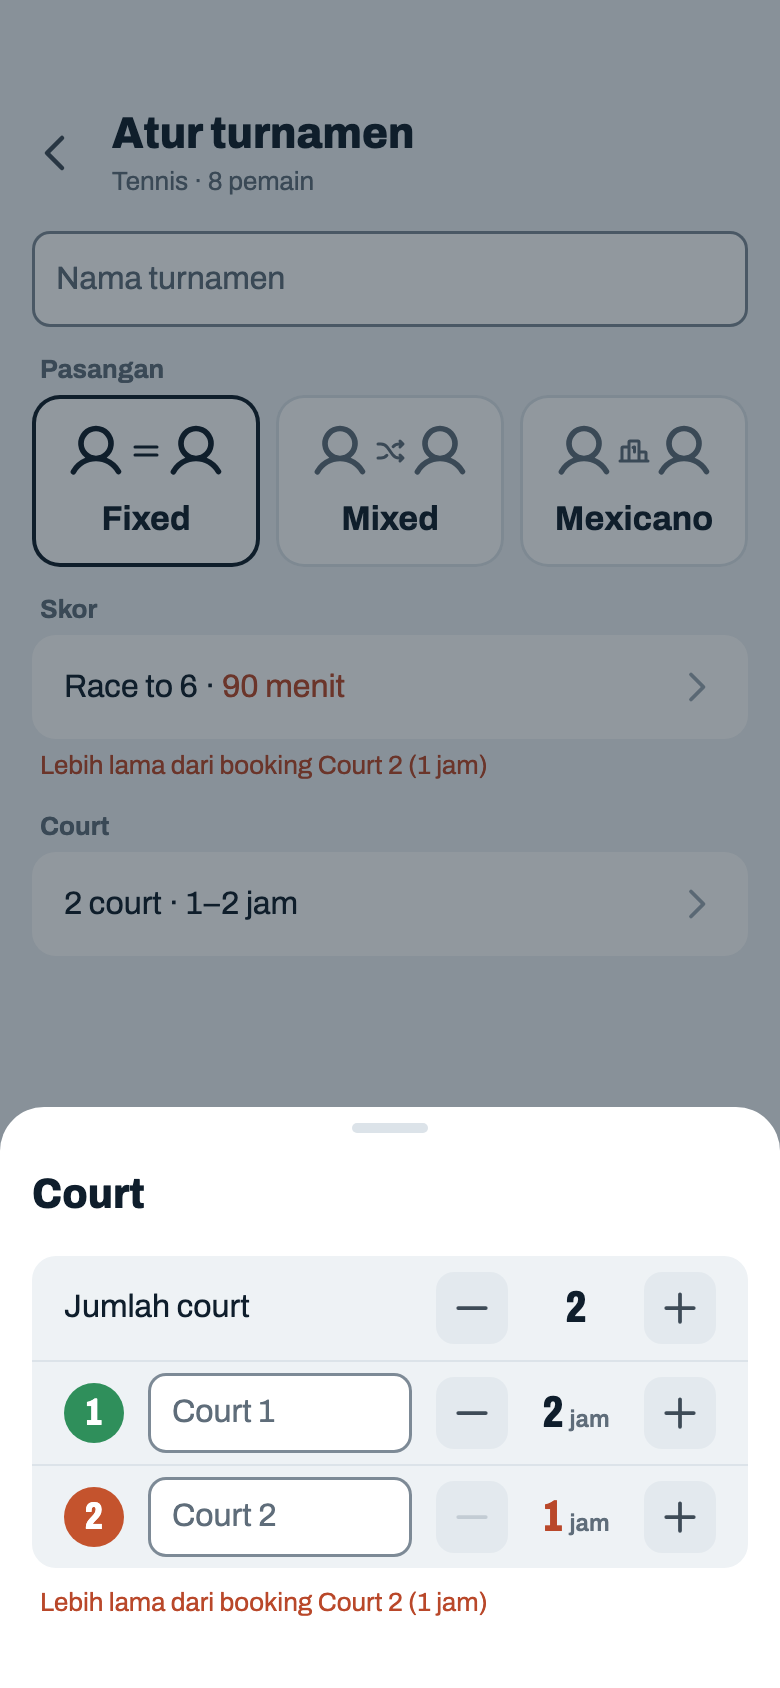 Atur turnamen
Tennis · 8 pemain
Nama turnamen
Pasangan
Fixed
Mixed
Mexicano
Skor
Race to 6 · 90 menit
Lebih lama dari booking Court 2 (1 jam)
Court
2 court · 1–2 jam
Court
Jumlah court 2
1 Court 1 2 jam
2 Court 2 1 jam
Lebih lama dari booking Court 2 (1 jam)